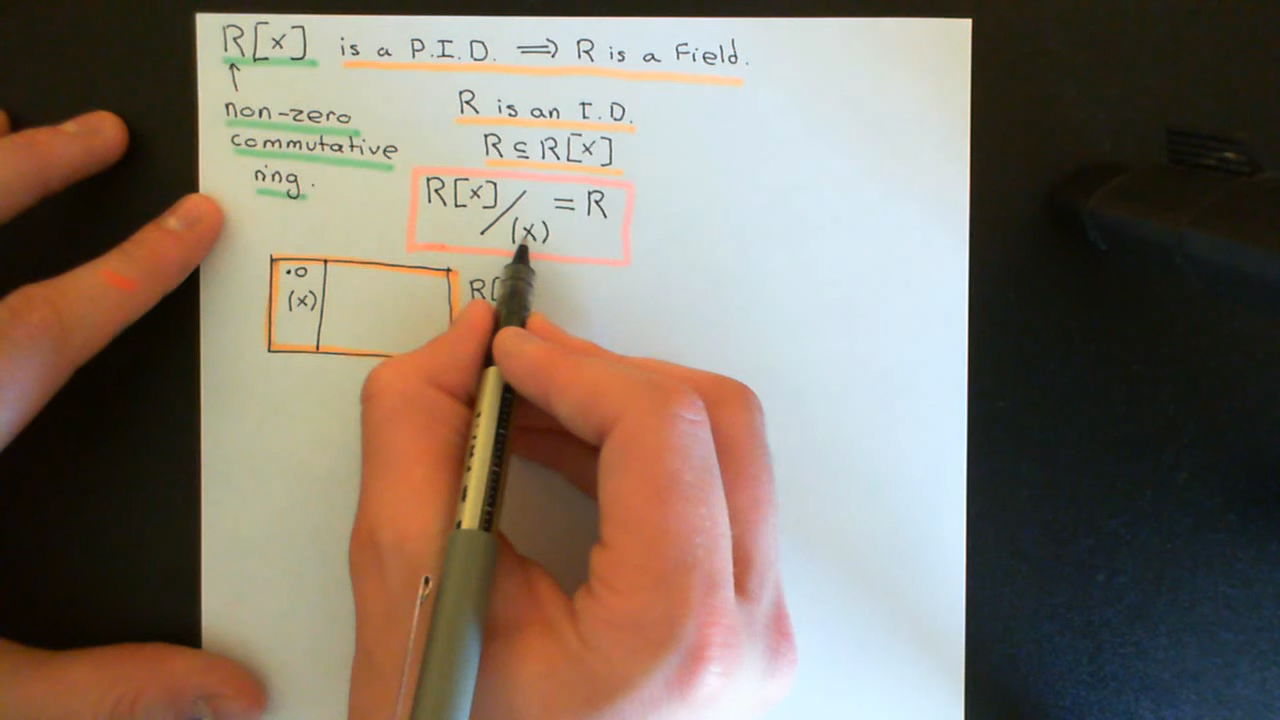 R[x] is a P.I.D. ⟹ R is a Field.
↑
non-zero
commutative
ring.
R is an I.D.
R ⊆ R[x]
R[x]/(x) = R
·0
(x)
R[